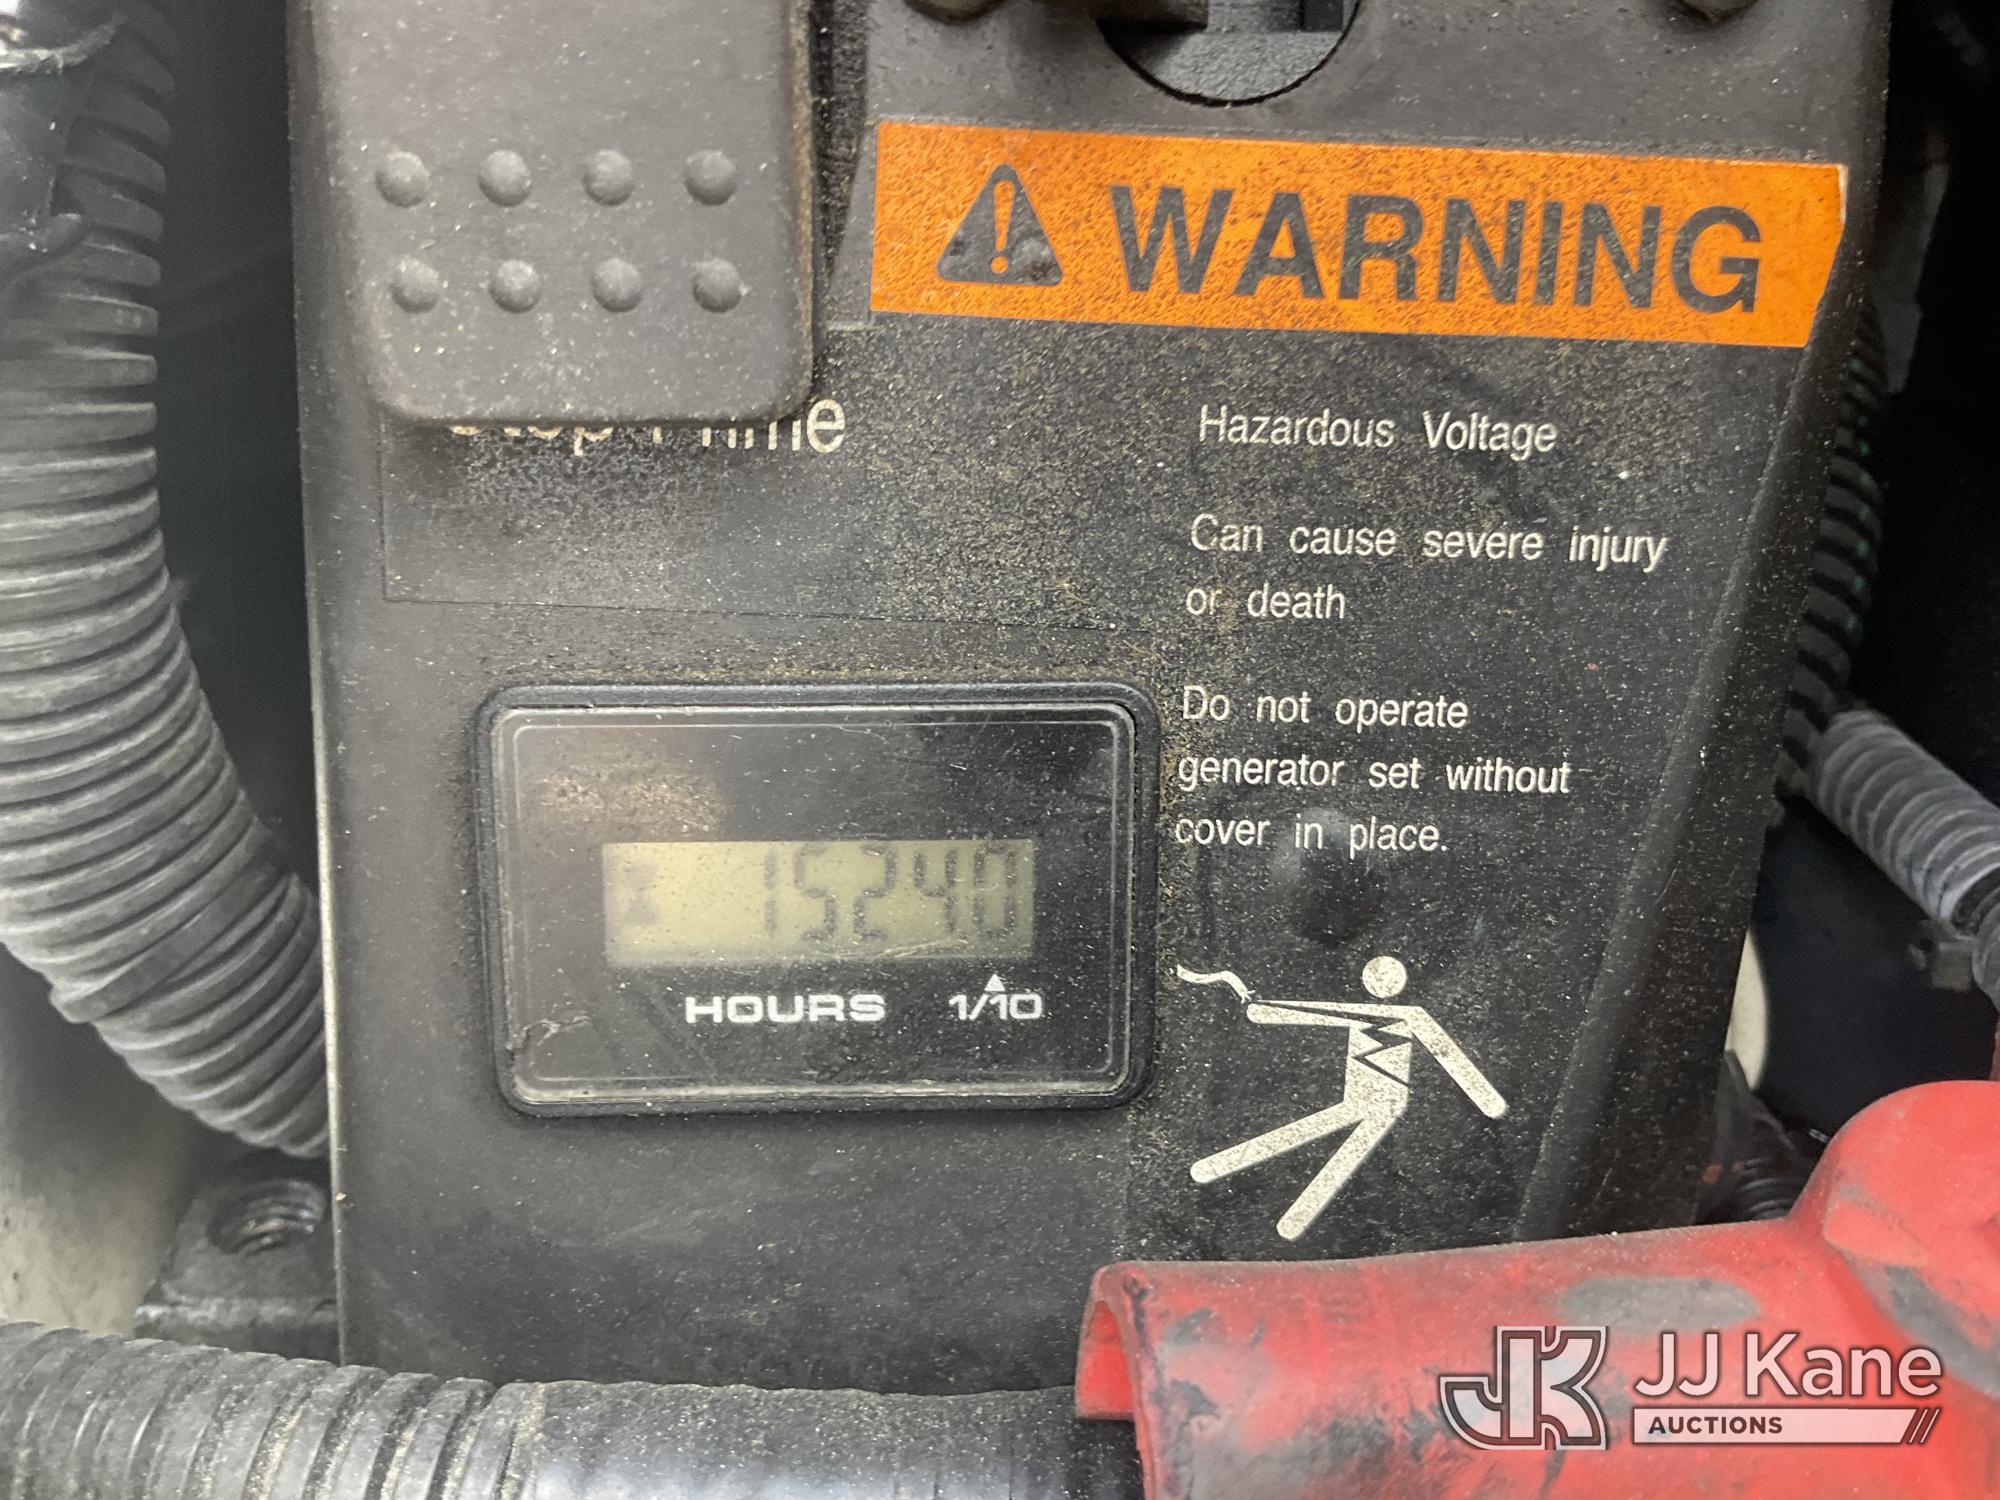 WARNING
Hazardous Voltage
Can cause severe injury
or death
Do not operate
generator set without
cover in place.
15240
HOURS 1/10
JJ Kane
AUCTIONS